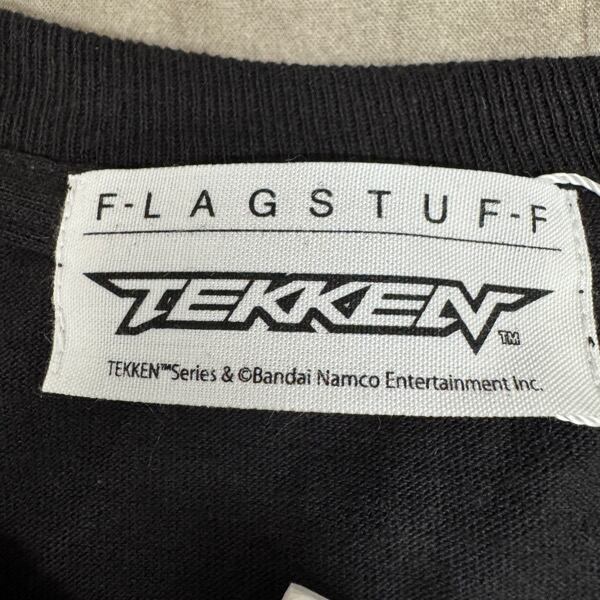 F-LAGSTUF-F
TEKKEN™
TEKKEN™Series & ©Bandai Namco Entertainment Inc.